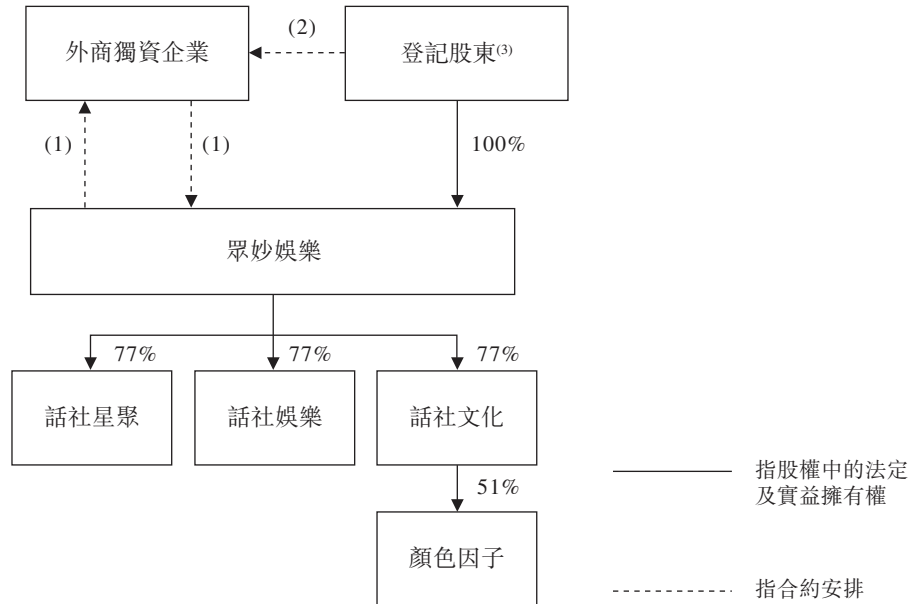 外商獨資企業
(2)
登記股東(3)
(1)
(1)
100%
眾妙娛樂
77%
77%
77%
話社星聚
話社娛樂
話社文化
51%
顏色因子
指股權中的法定
及實益擁有權
指合約安排